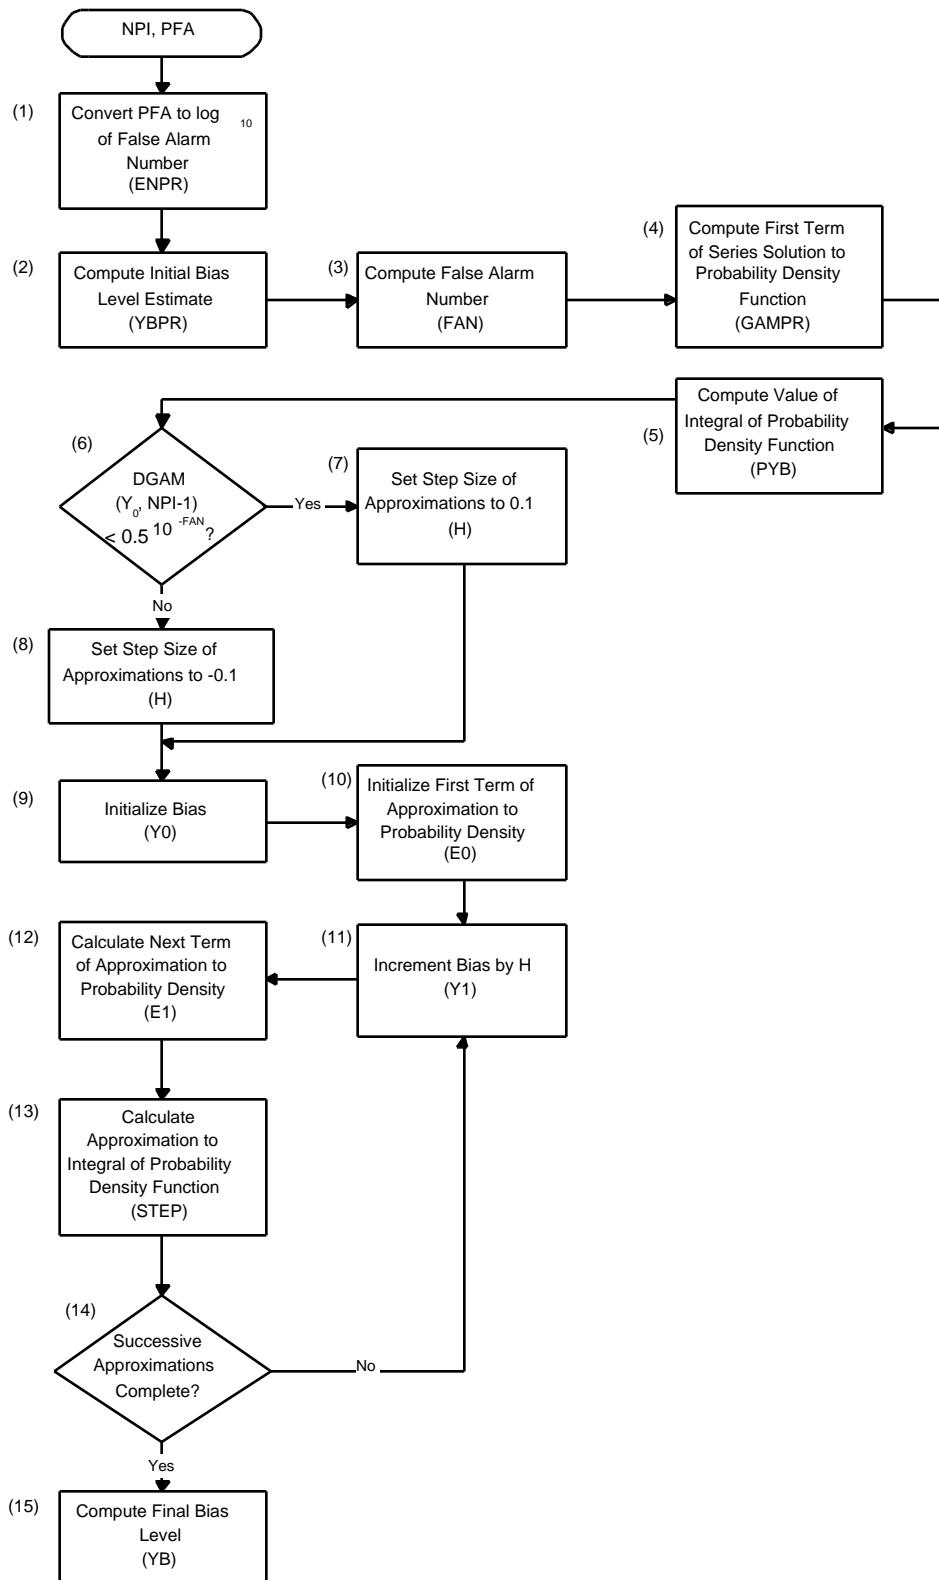 NPI, PFA
(1)
Convert PFA to log
10
of False Alarm
Number
(ENPR)
(2)
Compute Initial Bias
Level Estimate
(YBPR)
(3)
Compute False Alarm
Number
(FAN)
(4)
Compute First Term
of Series Solution to
Probability Density
Function
(GAMPR)
(5)
Compute Value of
Integral of Probability
Density Function
(PYB)
(6)
DGAM
(Y0, NPI-1)
< 0.5 10 -FAN ?
Yes
No
(7)
Set Step Size of
Approximations to 0.1
(H)
(8)
Set Step Size of
Approximations to -0.1
(H)
(9)
Initialize Bias
(Y0)
(10)
Initialize First Term of
Approximation to
Probability Density
(E0)
(11)
Increment Bias by H
(Y1)
(12)
Calculate Next Term
of Approximation to
Probability Density
(E1)
(13)
Calculate
Approximation to
Integral of Probability
Density Function
(STEP)
(14)
Successive
Approximations
Complete?
No
Yes
(15)
Compute Final Bias
Level
(YB)